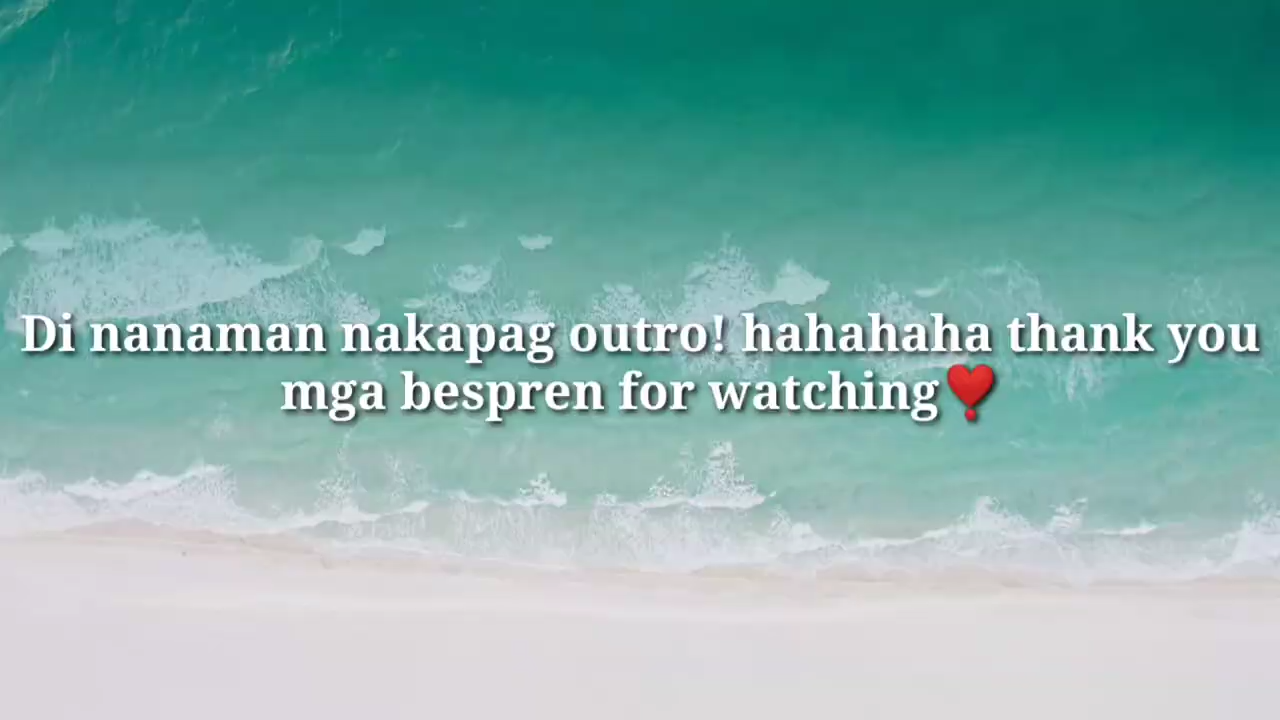 Di nanaman nakapag outro! hahahaha thank you
mga bespren for watching❣️